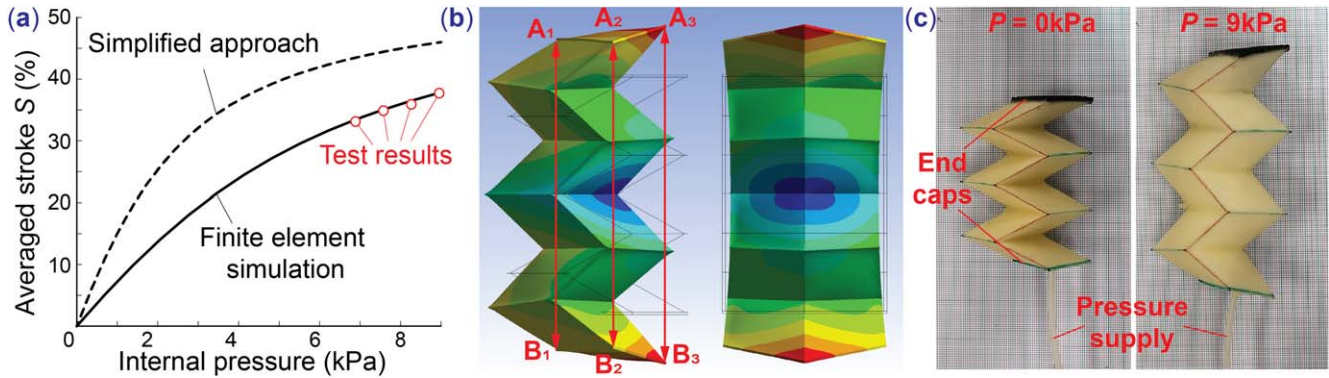 (a)
50
40
30
20
10
0
2
4
6
8
Averaged stroke S (%)
Internal pressure (kPa)
Simplified approach
Test results
Finite element
simulation
(b)
A1
A2
A3
B1
B2
B3
(c)
P = 0kPa
P = 9kPa
End
caps
Pressure
supply